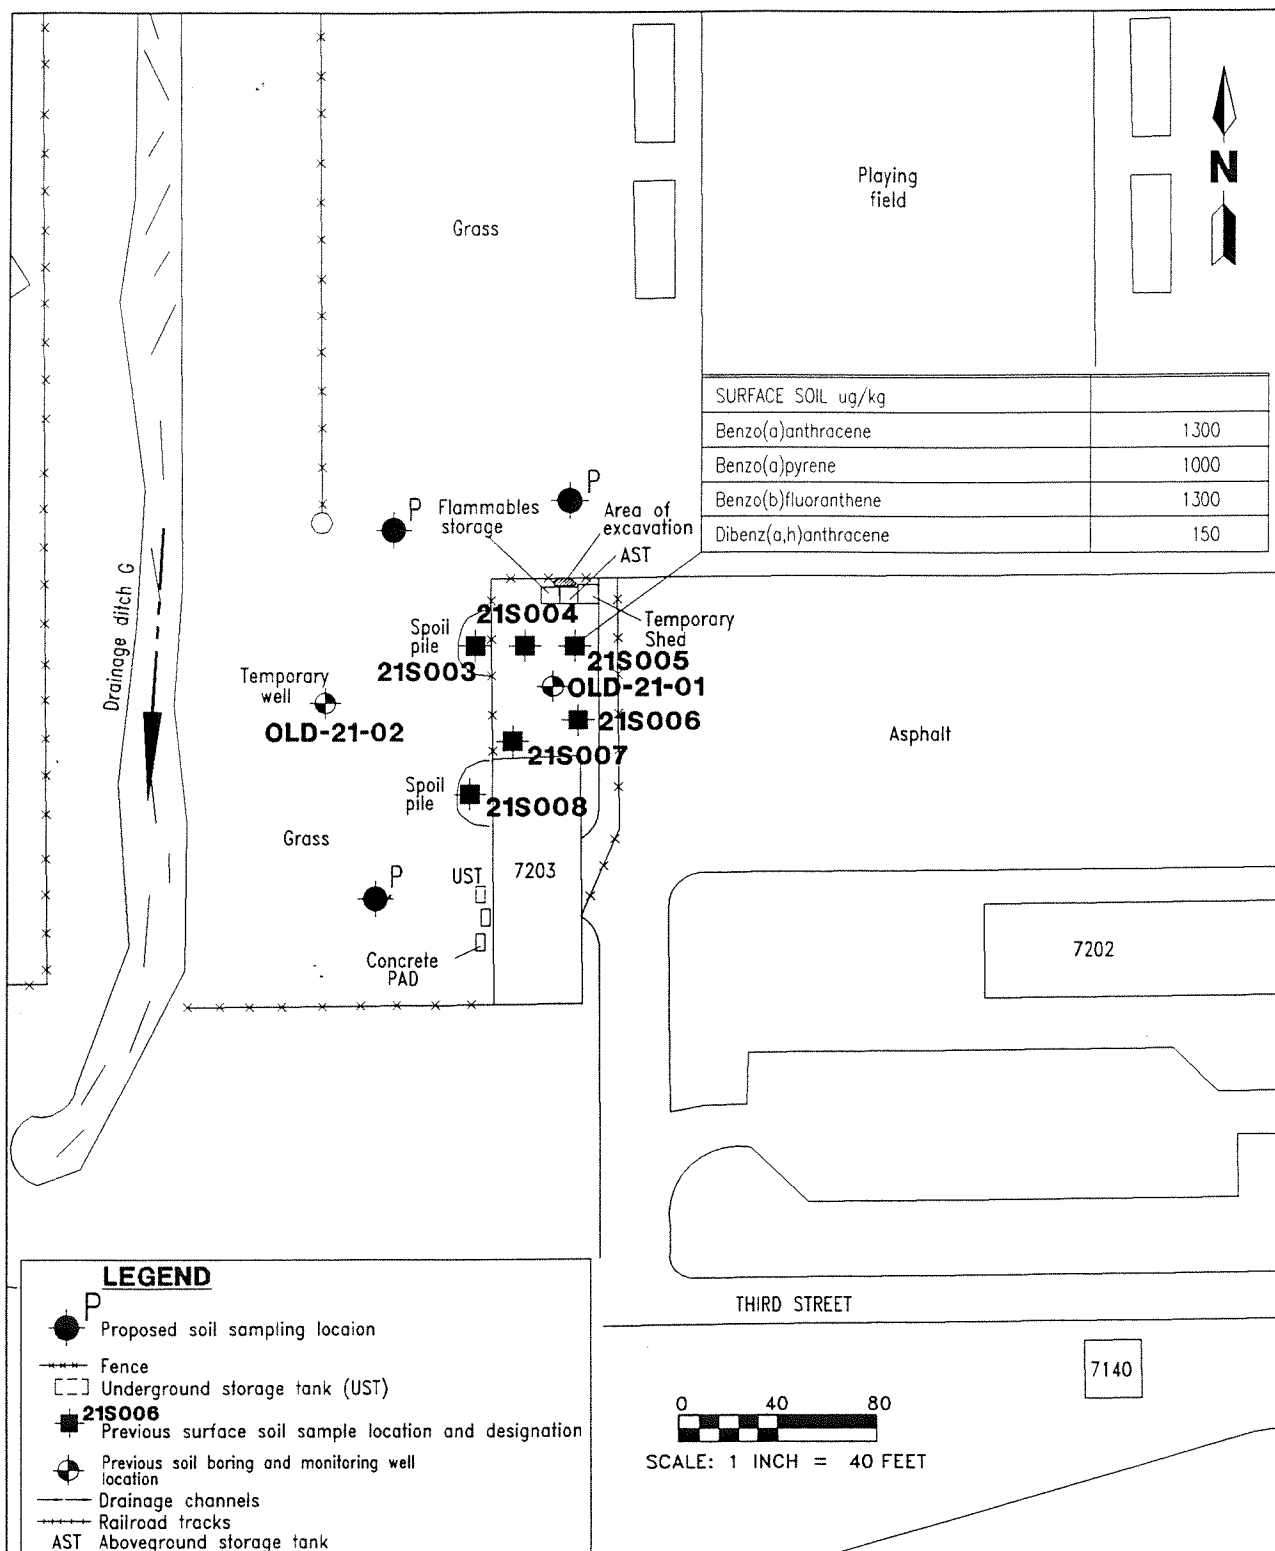 Playing
field
N
Grass
SURFACE SOIL ug/kg
Benzo(a)anthracene 1300
Benzo(a)pyrene 1000
Benzo(b)fluoranthene 1300
Dibenz(a,h)anthracene 150
P
P
Flammables
storage
Area of
excavation
AST
Drainage ditch G
Spoil
pile
21S004
Temporary
Shed
21S003
21S005
Temporary
well
OLD-21-01
OLD-21-02
21S006
Asphalt
21S007
Spoil
pile
21S008
Grass
P
UST
7203
Concrete
PAD
7202
LEGEND
P
Proposed soil sampling locaion
Fence
Underground storage tank (UST)
21S006
Previous surface soil sample location and designation
Previous soil boring and monitoring well
location
Drainage channels
Railroad tracks
AST Aboveground storage tank
THIRD STREET
7140
0 40 80
SCALE: 1 INCH = 40 FEET